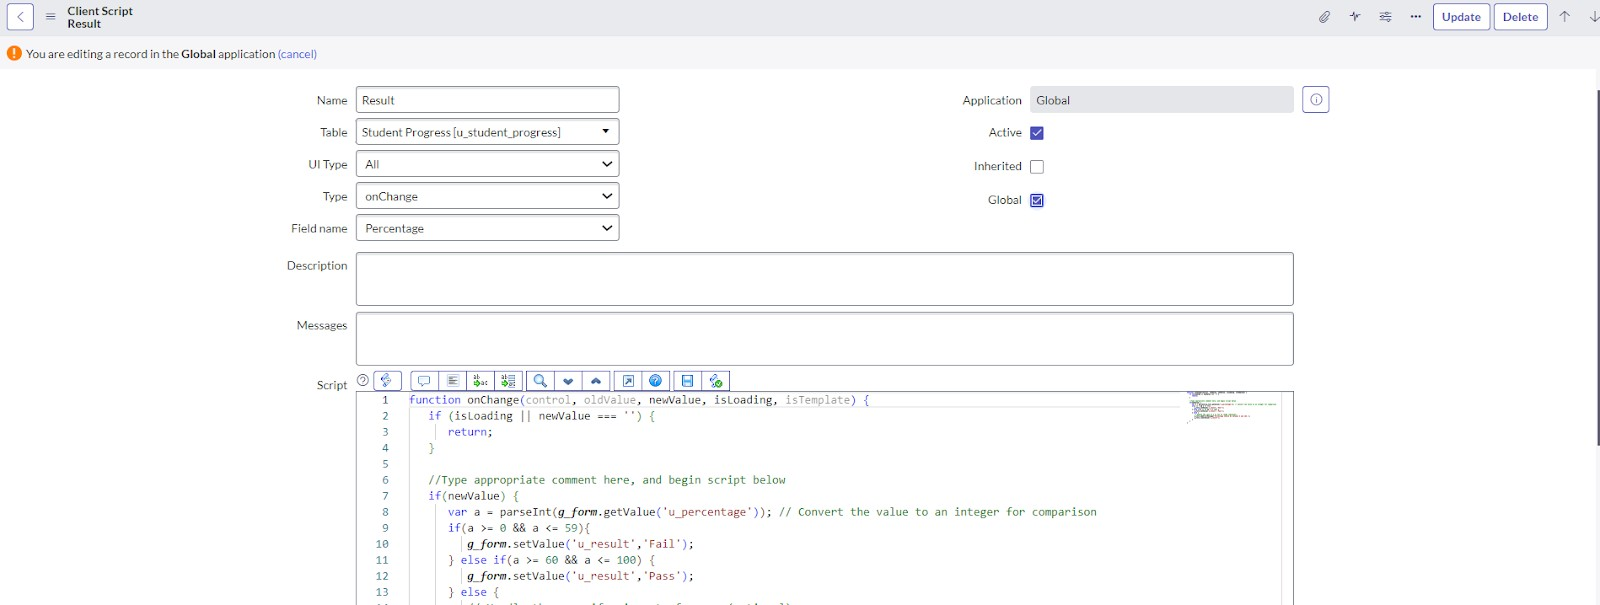 Client Script
Result
Update
Delete
You are editing a record in the Global application (cancel)
Name Result
Application Global
Table Student Progress [u_student_progress]
Active
UI Type All
Inherited
Type onChange
Global
Field name Percentage
Description
Messages
Script
1 function onChange(control, oldValue, newValue, isLoading, isTemplate) {
2 if (isLoading || newValue === '') {
3 return;
4 }
5
6 //Type appropriate comment here, and begin script below
7 if(newValue) {
8 var a = parseInt(g_form.getValue('u_percentage')); // Convert the value to an integer for comparison
9 if(a >= 0 && a <= 59){
10 g_form.setValue('u_result','Fail');
11 } else if(a >= 60 && a <= 100) {
12 g_form.setValue('u_result','Pass');
13 } else {